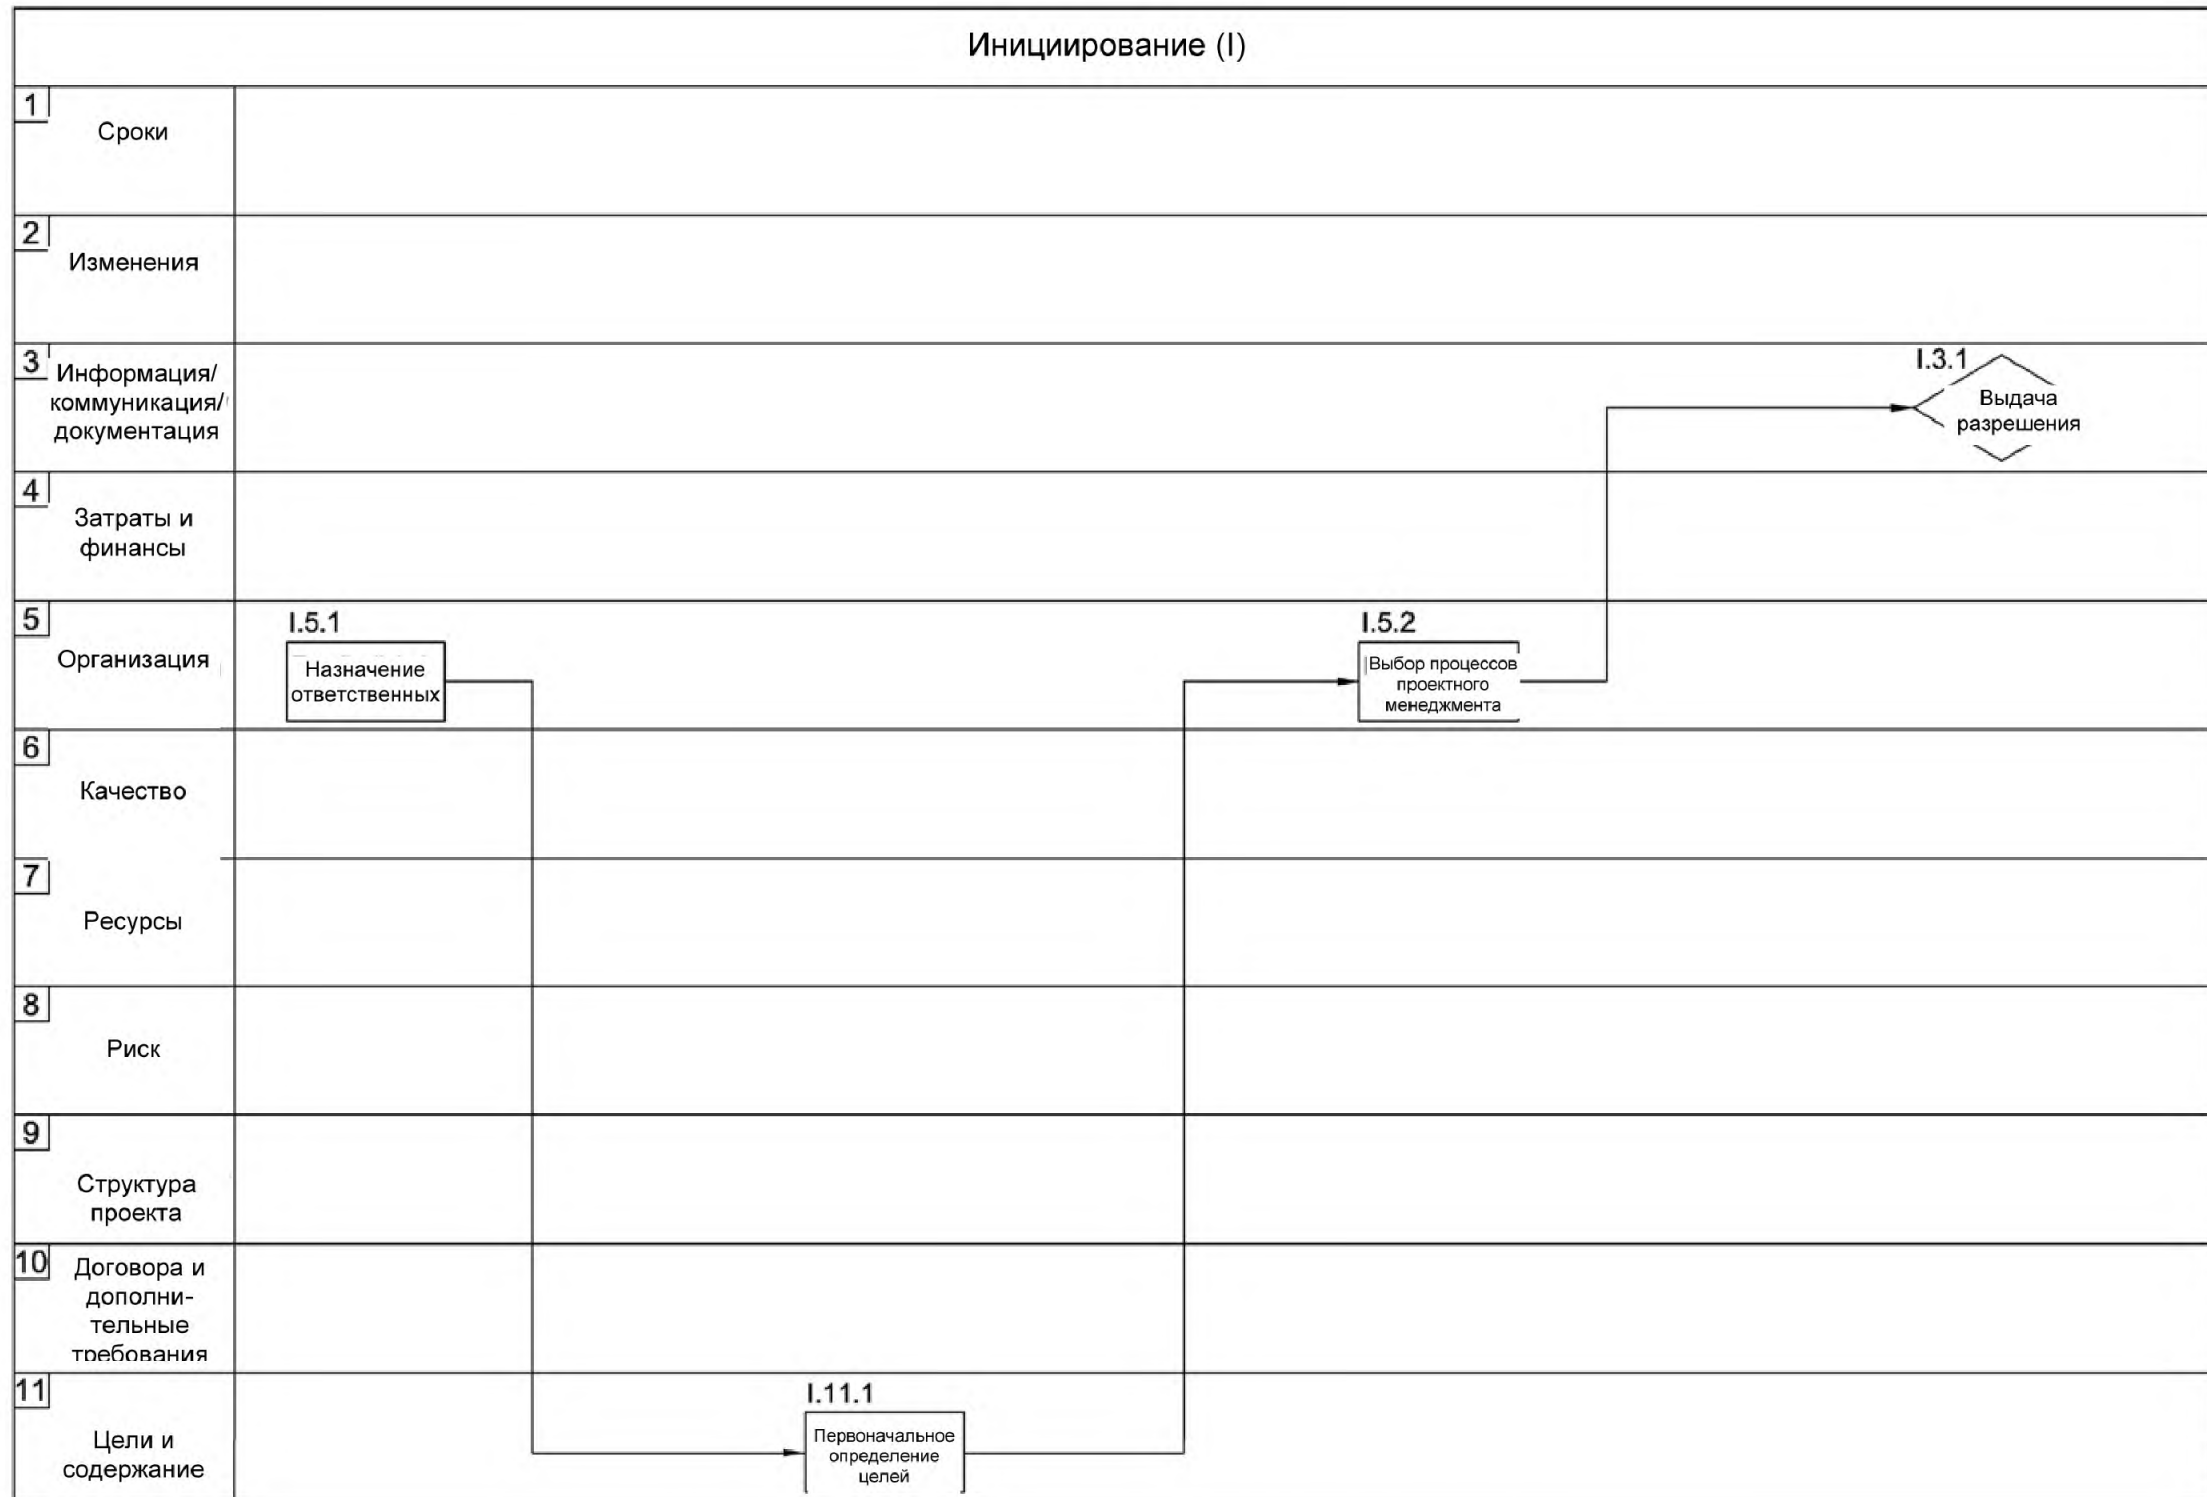 Инициирование (I)
1
Сроки
2
Изменения
3
Информация/
коммуникация/
документация
I.3.1
Выдача
разрешения
4
Затраты и
финансы
5
Организация
I.5.1
Назначение
ответственных
I.5.2
Выбор процессов
проектного
менеджмента
6
Качество
7
Ресурсы
8
Риск
9
Структура
проекта
10
Договора и
дополни-
тельные
требования
11
Цели и
содержание
I.11.1
Первоначальное
определение
целей